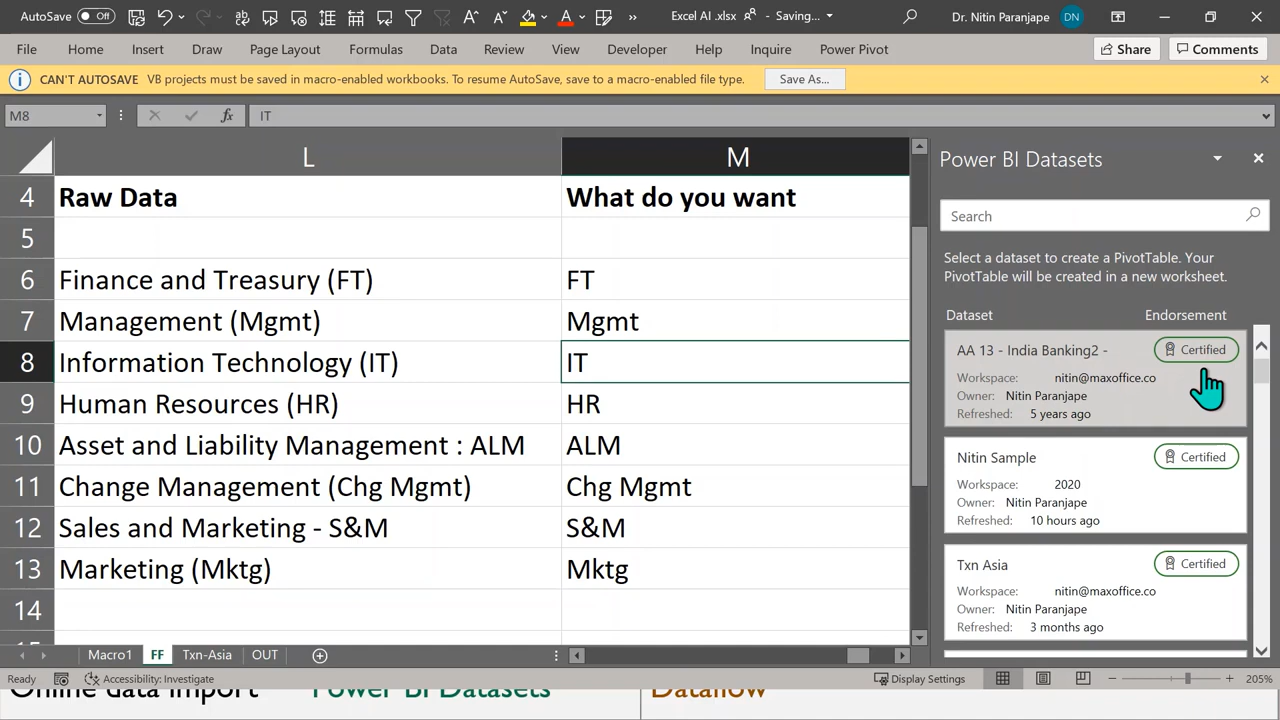 AutoSave Off Excel AI .xlsx - Saving... Dr. Nitin Paranjape DN
File Home Insert Draw Page Layout Formulas Data Review View Developer Help Inquire Power Pivot Share Comments
CAN'T AUTOSAVE VB projects must be saved in macro-enabled workbooks. To resume AutoSave, save to a macro-enabled file type. Save As...
M8 fx IT
L M
4 Raw Data What do you want
5
6 Finance and Treasury (FT) FT
7 Management (Mgmt) Mgmt
8 Information Technology (IT) IT
9 Human Resources (HR) HR
10 Asset and Liability Management : ALM ALM
11 Change Management (Chg Mgmt) Chg Mgmt
12 Sales and Marketing - S&M S&M
13 Marketing (Mktg) Mktg
14
Power BI Datasets
Search
Select a dataset to create a PivotTable. Your
PivotTable will be created in a new worksheet.
Dataset Endorsement
AA 13 - India Banking2 - Certified
Workspace: nitin@maxoffice.co
Owner: Nitin Paranjape
Refreshed: 5 years ago
Nitin Sample Certified
Workspace: 2020
Owner: Nitin Paranjape
Refreshed: 10 hours ago
Txn Asia Certified
Workspace: nitin@maxoffice.co
Owner: Nitin Paranjape
Refreshed: 3 months ago
Macro1 FF Txn-Asia OUT
Ready Accessibility: Investigate Display Settings 205%
Online data import Power BI Datasets Dataflow